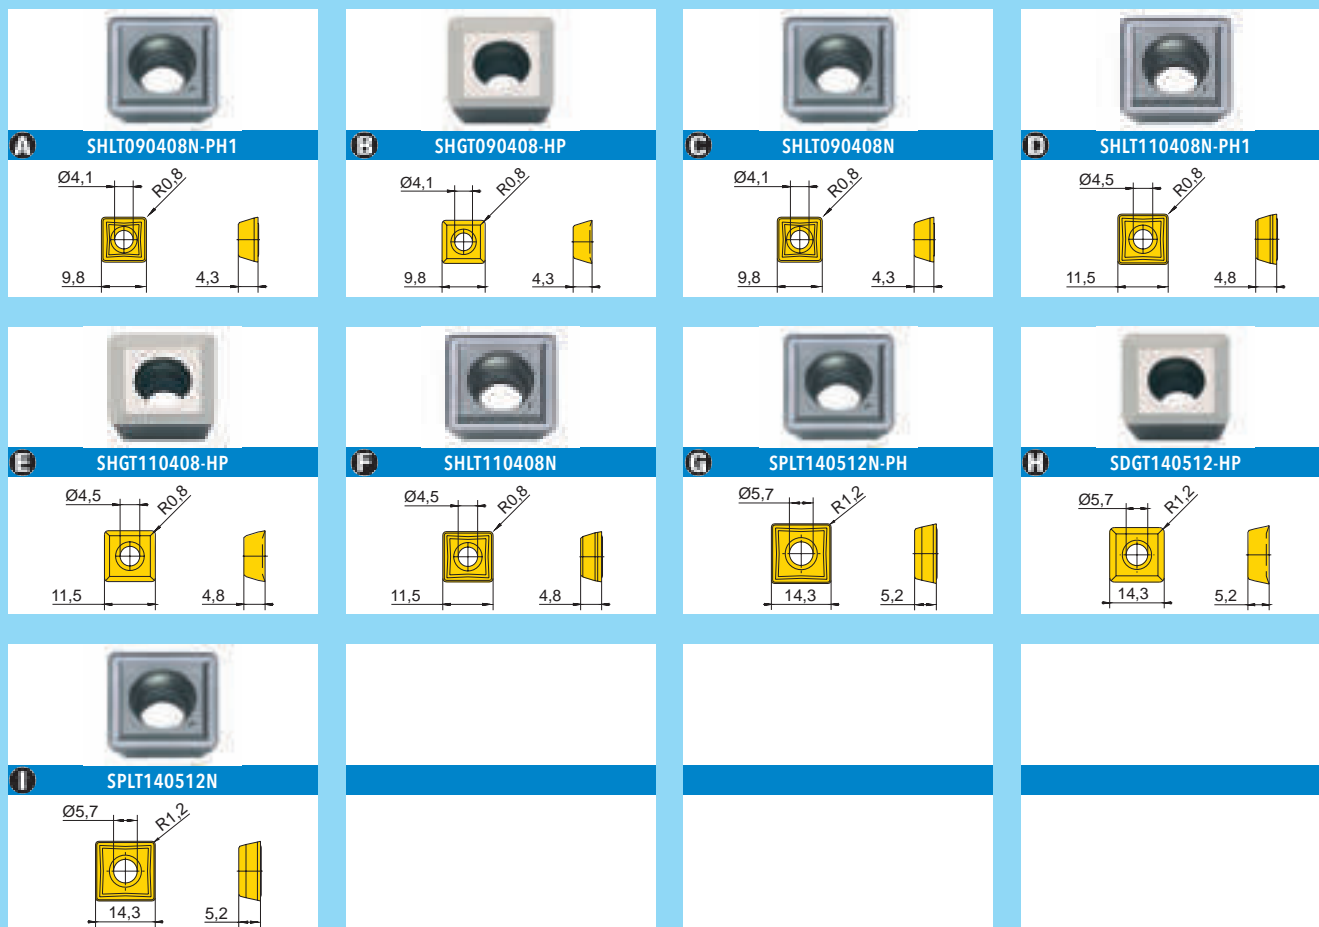 A SHLT090408N-PH1
Ø4,1 R0,8
9,8 4,3
B SHGT090408-HP
Ø4,1 R0,8
9,8 4,3
C SHLT090408N
Ø4,1 R0,8
9,8 4,3
D SHLT110408N-PH1
Ø4,5 R0,8
11,5 4,8
E SHGT110408-HP
Ø4,5 R0,8
11,5 4,8
F SHLT110408N
Ø4,5 R0,8
11,5 4,8
G SPLT140512N-PH
Ø5,7 R1,2
14,3 5,2
H SDGT140512-HP
Ø5,7 R1,2
14,3 5,2
I SPLT140512N
Ø5,7 R1,2
14,3 5,2